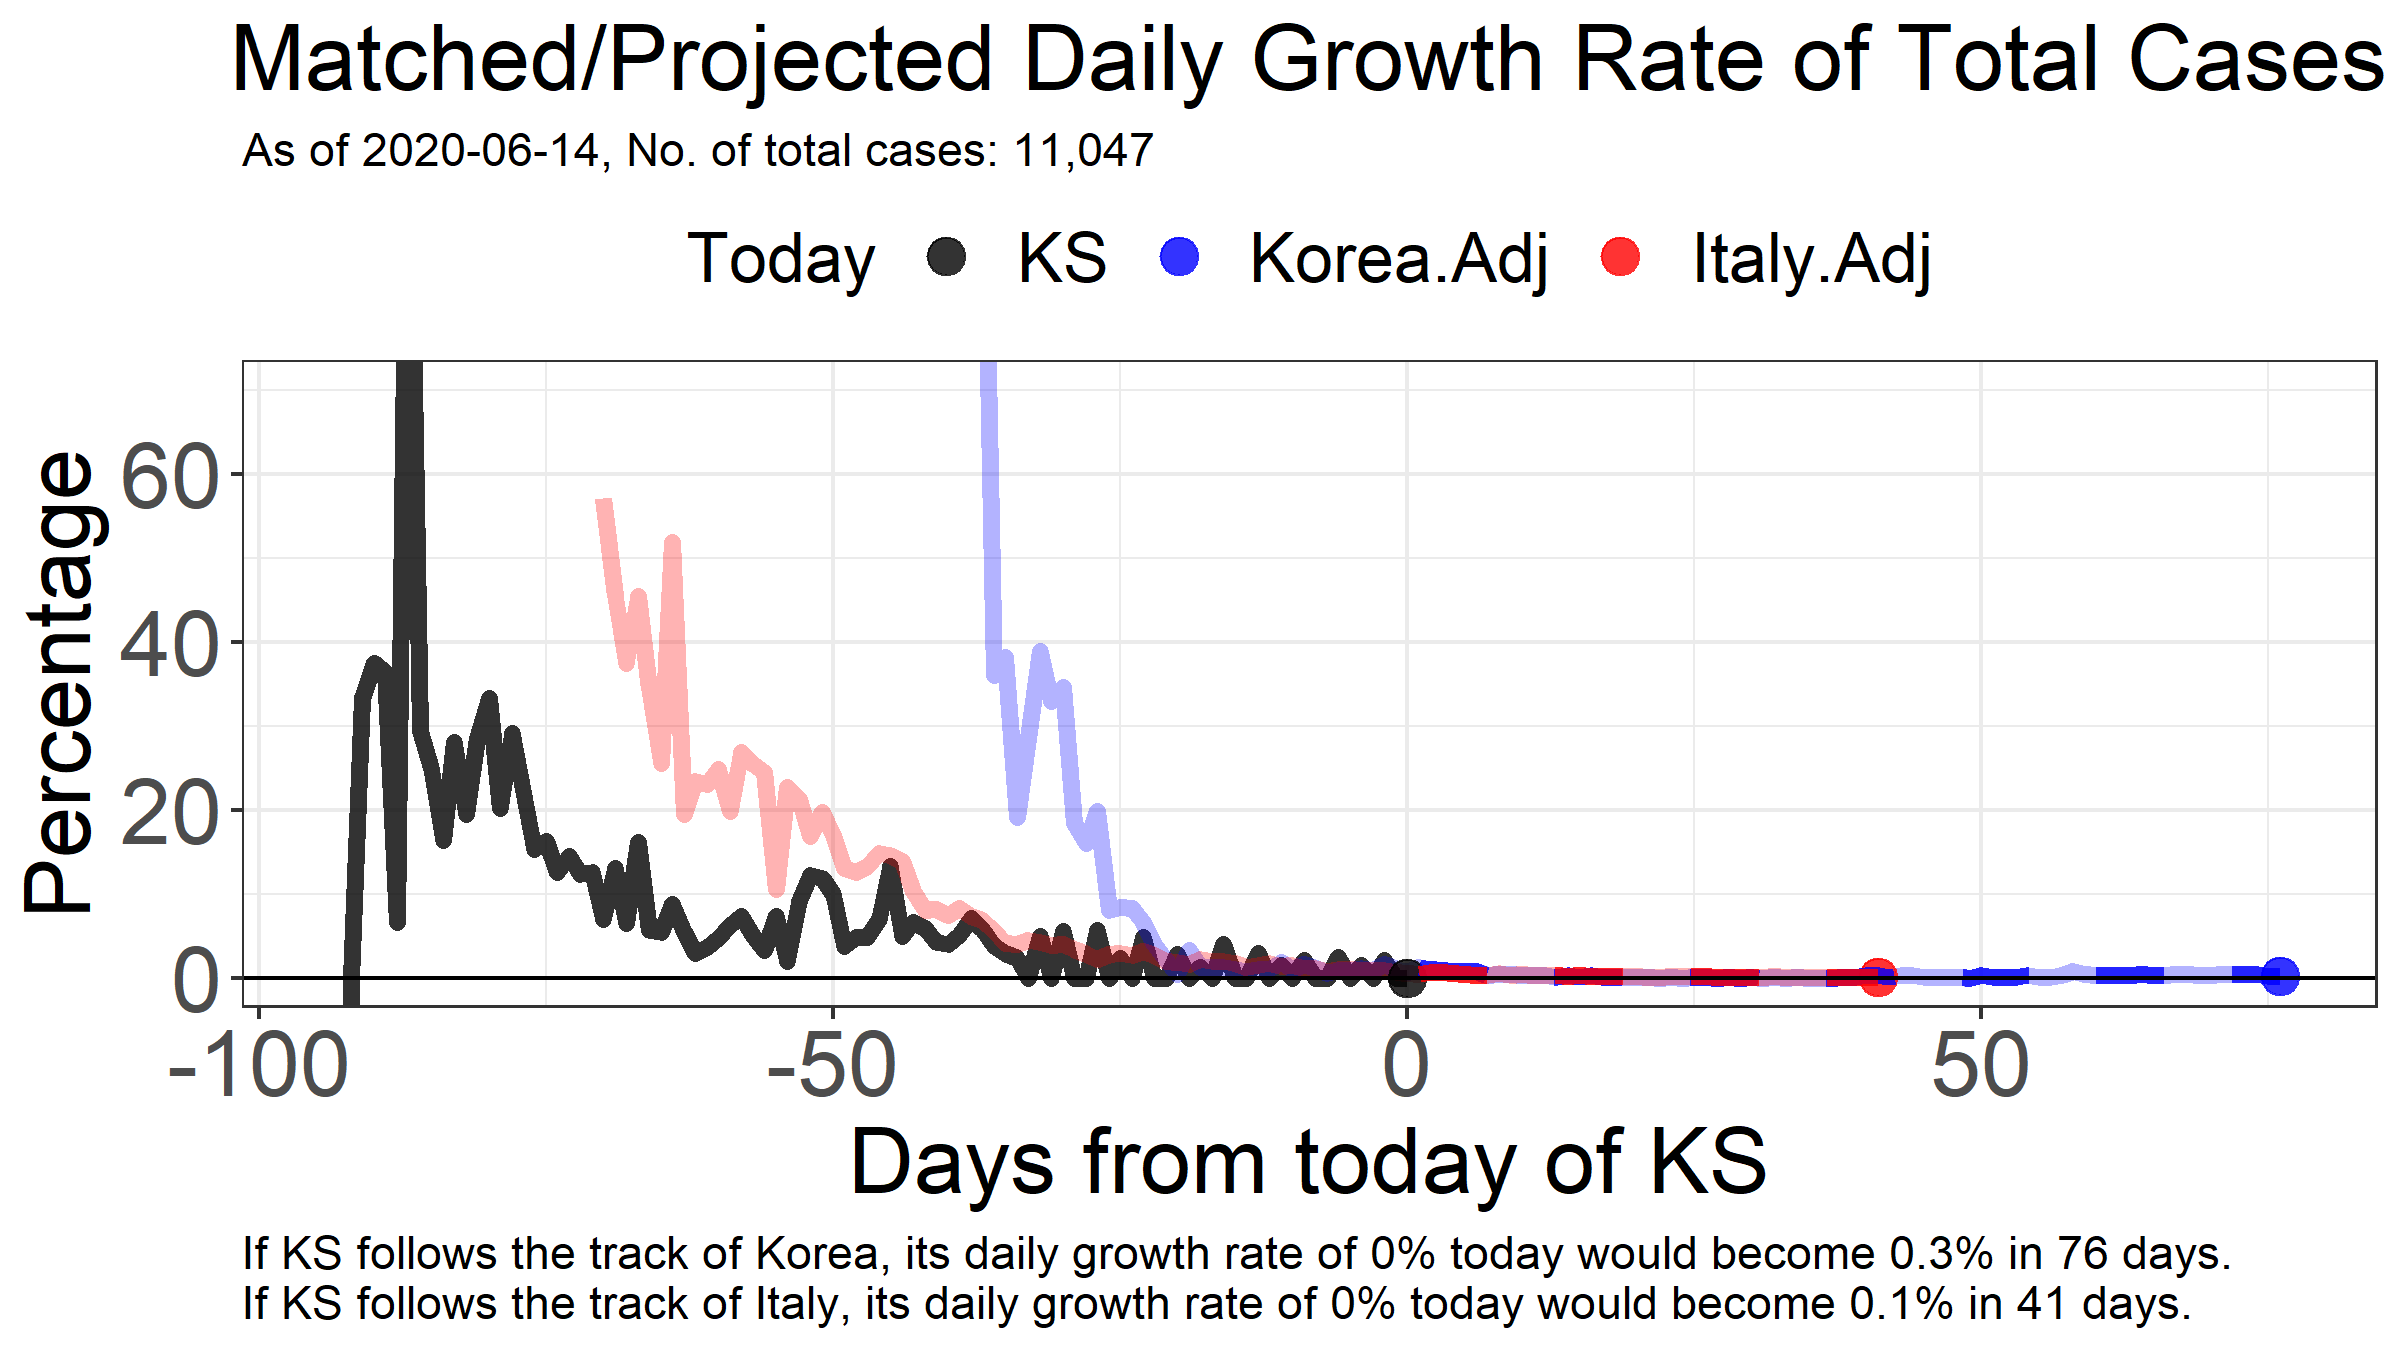 Matched/Projected Daily Growth Rate of Total Cases
As of 2020-06-14, No. of total cases: 11,047
Today KS Korea.Adj Italy.Adj
Percentage
60
40
20
0
-100 -50 0 50
Days from today of KS
If KS follows the track of Korea, its daily growth rate of 0% today would become 0.3% in 76 days.
If KS follows the track of Italy, its daily growth rate of 0% today would become 0.1% in 41 days.